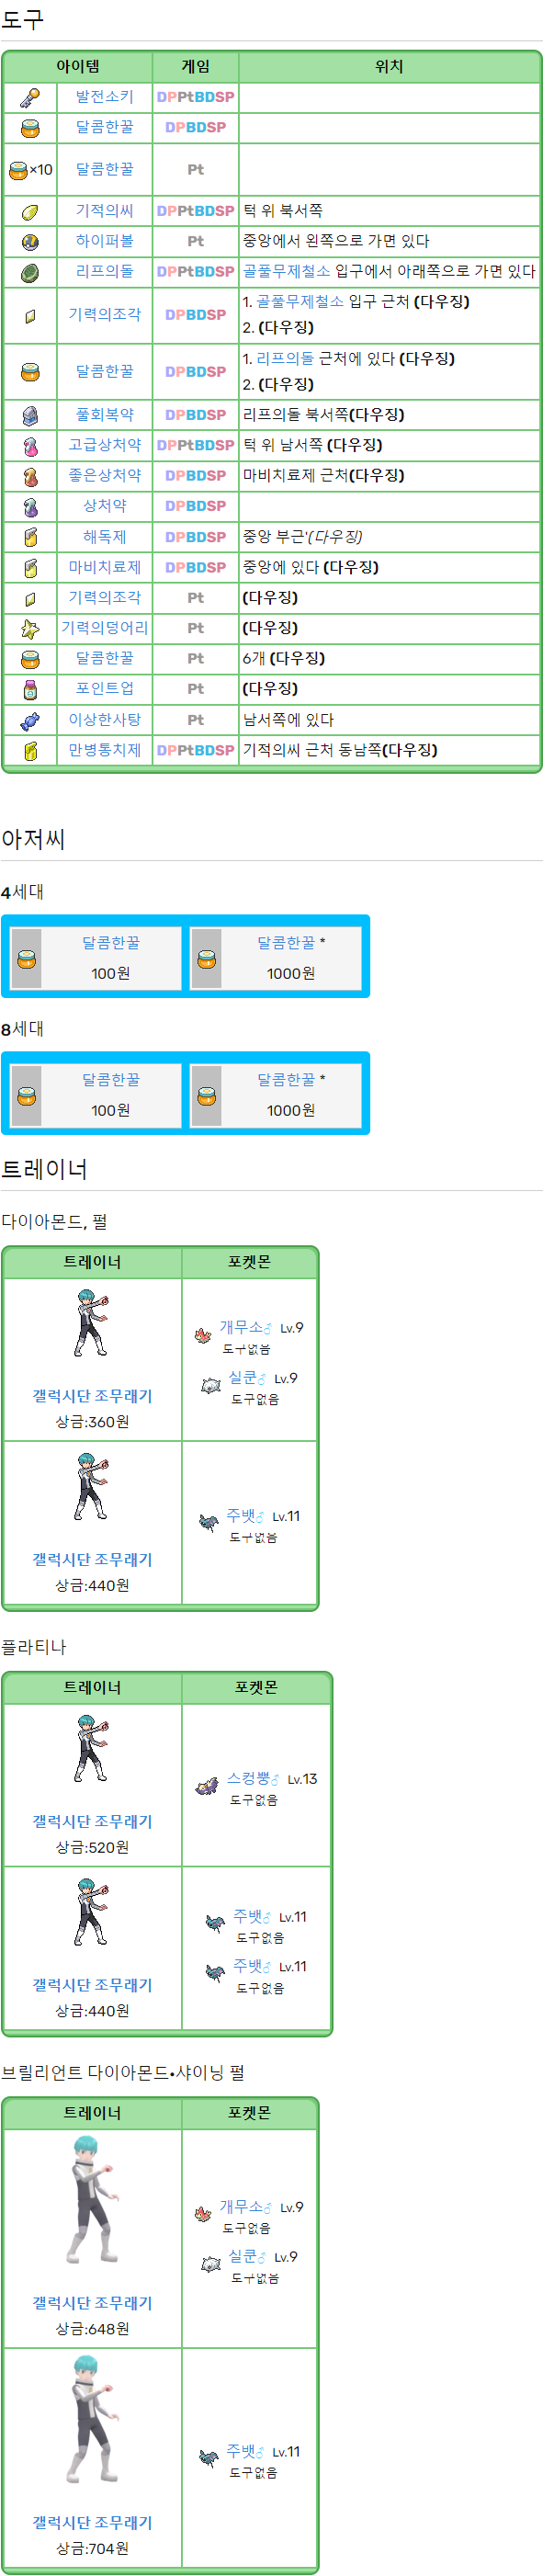 도구
아이템 게임 위치
발전소키 DPPtBDSP
달콤한꿀 DPBDSP
×10 달콤한꿀 Pt
기적의씨 DPPtBDSP 턱 위 북서쪽
하이퍼볼 Pt 중앙에서 왼쪽으로 가면 있다
리프의돌 DPPtBDSP 골풀무제철소 입구에서 아래쪽으로 가면 있다
기력의조각 DPBDSP 1. 골풀무제철소 입구 근처 (다우징)
2. (다우징)
달콤한꿀 DPBDSP 1. 리프의돌 근처에 있다 (다우징)
2. (다우징)
풀회복약 DPBDSP 리프의돌 북서쪽(다우징)
고급상처약 DPPtBDSP 턱 위 남서쪽 (다우징)
좋은상처약 DPBDSP 마비치료제 근처(다우징)
상처약 DPBDSP
해독제 DPBDSP 중앙 부근'(다우징)
마비치료제 DPBDSP 중앙에 있다 (다우징)
기력의조각 Pt (다우징)
기력의덩어리 Pt (다우징)
달콤한꿀 Pt 6개 (다우징)
포인트업 Pt (다우징)
이상한사탕 Pt 남서쪽에 있다
만병통치제 DPPtBDSP 기적의씨 근처 동남쪽(다우징)
아저씨
4세대
달콤한꿀 달콤한꿀 *
100원 1000원
8세대
달콤한꿀 달콤한꿀 *
100원 1000원
트레이너
다이아몬드, 펄
트레이너 포켓몬
개무소♂ Lv.9
도구없음
실쿤♂ Lv.9
도구없음
갤럭시단 조무래기
상금:360원
주뱃♂ Lv.11
도구없음
갤럭시단 조무래기
상금:440원
플라티나
트레이너 포켓몬
스컹뿡♂ Lv.13
도구없음
갤럭시단 조무래기
상금:520원
주뱃♂ Lv.11
도구없음
주뱃♂ Lv.11
도구없음
갤럭시단 조무래기
상금:440원
브릴리언트 다이아몬드•샤이닝 펄
트레이너 포켓몬
개무소♂ Lv.9
도구없음
실쿤♂ Lv.9
도구없음
갤럭시단 조무래기
상금:648원
주뱃♂ Lv.11
도구없음
갤럭시단 조무래기
상금:704원